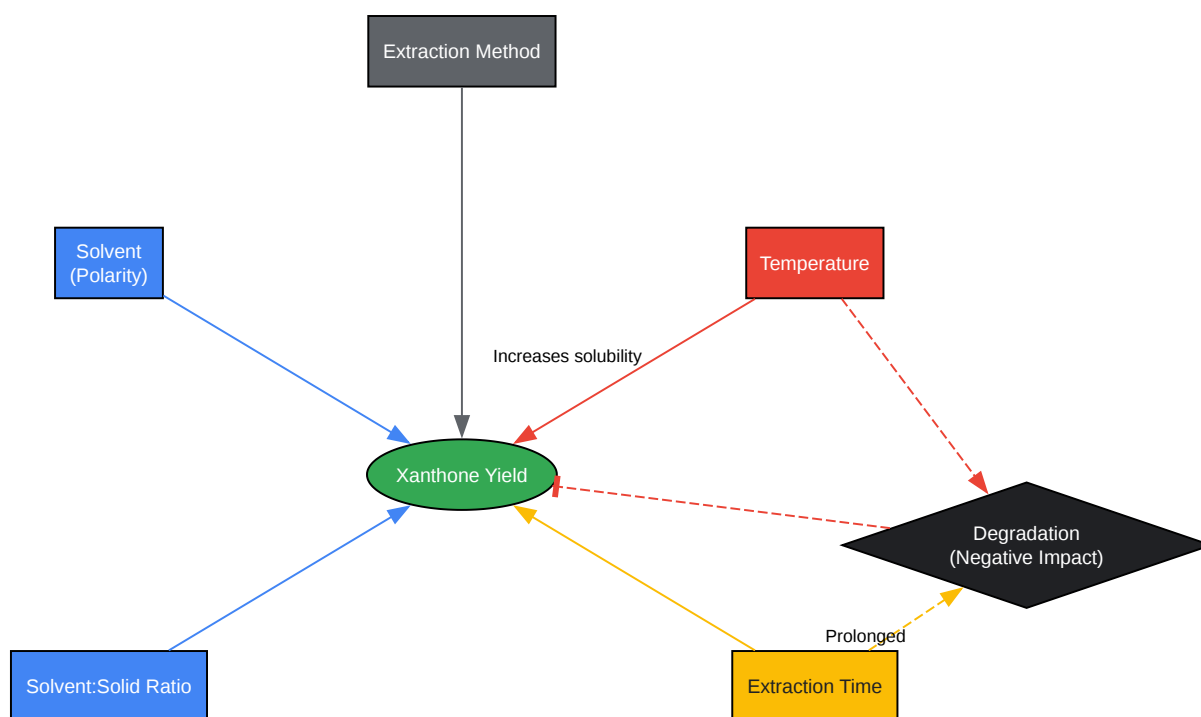 Extraction Method
Solvent
(Polarity)
Temperature
Increases solubility
Xanthone Yield
Degradation
(Negative Impact)
Prolonged
Solvent:Solid Ratio
Extraction Time